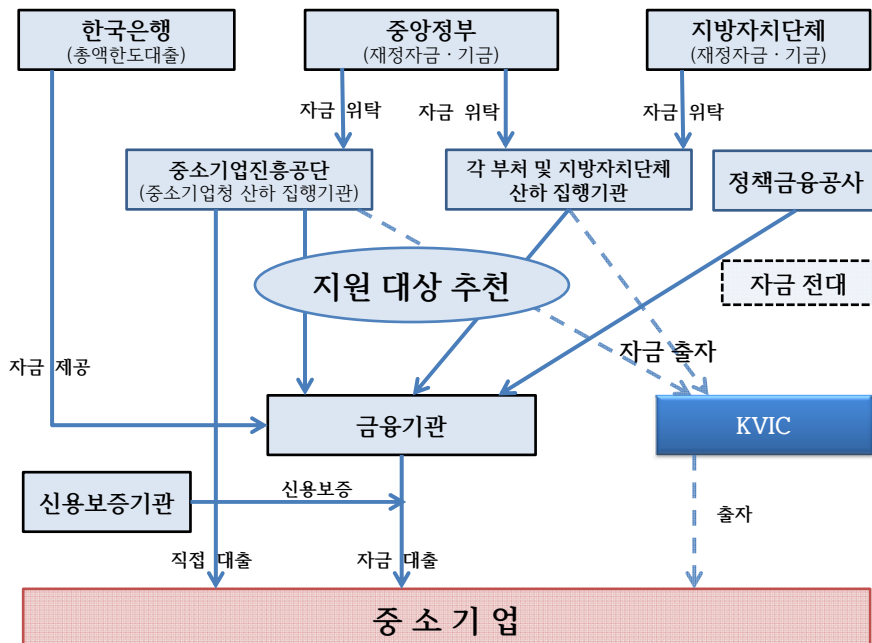 한국은행
(총액한도대출)
중앙정부
(재정자금 · 기금)
지방자치단체
(재정자금 · 기금)
자금 위탁
자금 위탁
자금 위탁
중소기업진흥공단
(중소기업청 산하 집행기관)
각 부처 및 지방자치단체
산하 집행기관
정책금융공사
지원 대상 추천
자금 전대
자금 제공
자금 출자
금융기관
KVIC
신용보증기관
신용보증
출자
직접 대출
자금 대출
중 소 기 업